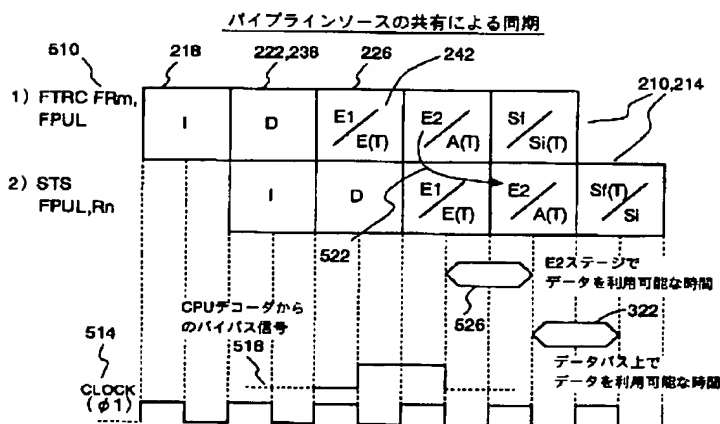 パイプラインソースの共有による同期
510
218
222,238
226
242
210,214
1) FTRC FRm,
FPUL
I
D
E1/E(T)
E2/A(T)
Sf/Si(T)
2) STS
FPUL,Rn
I
D
E1/E(T)
E2/A(T)
Sf(T)/Si
522
E2ステージで
データを利用可能な時間
526
CPUデコーダから
のバイパス信号
518
322
データバス上で
データを利用可能な時間
514
CLOCK
(φ1)